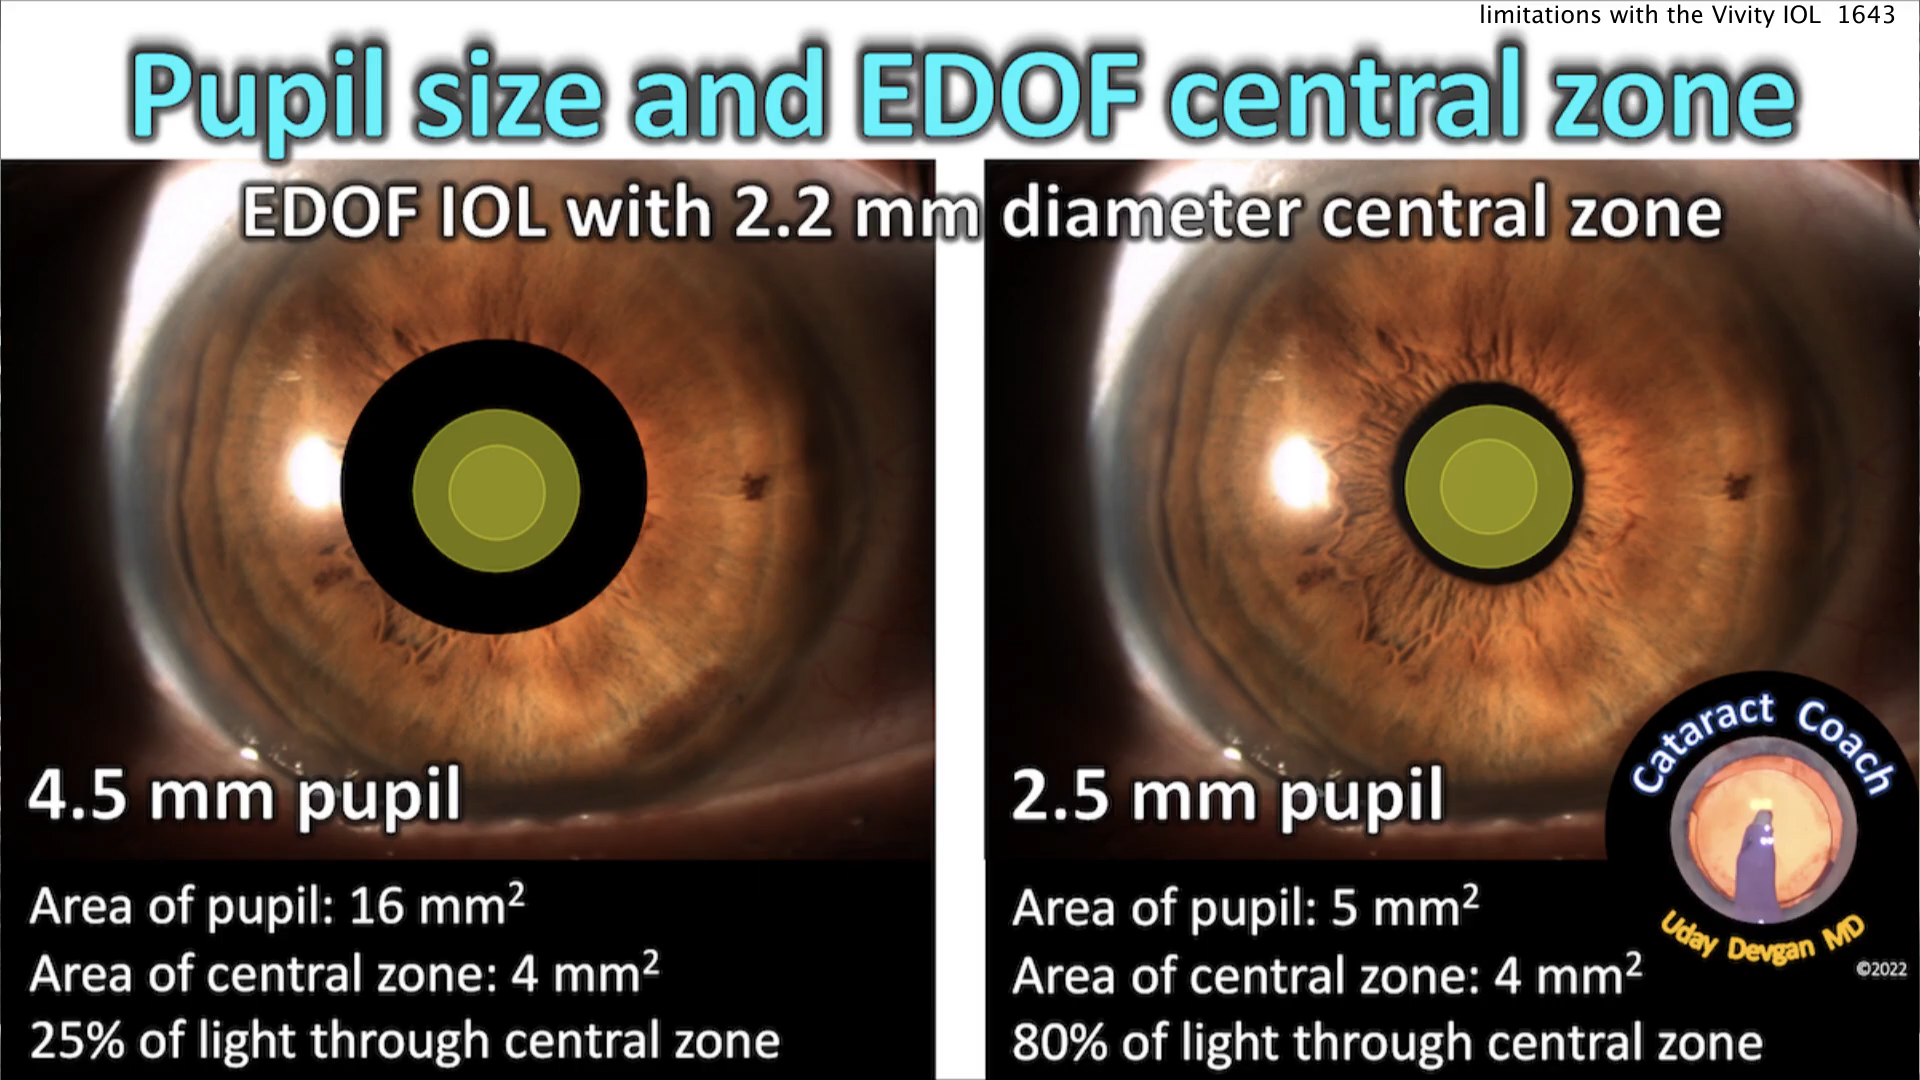 limitations with the Vivity IOL 1643
Pupil size and EDOF central zone
EDOF IOL with 2.2 mm diameter central zone
4.5 mm pupil
Area of pupil: 16 mm²
Area of central zone: 4 mm²
25% of light through central zone
2.5 mm pupil
Area of pupil: 5 mm²
Area of central zone: 4 mm²
80% of light through central zone
Cataract Coach
Uday Devgan MD
©2022